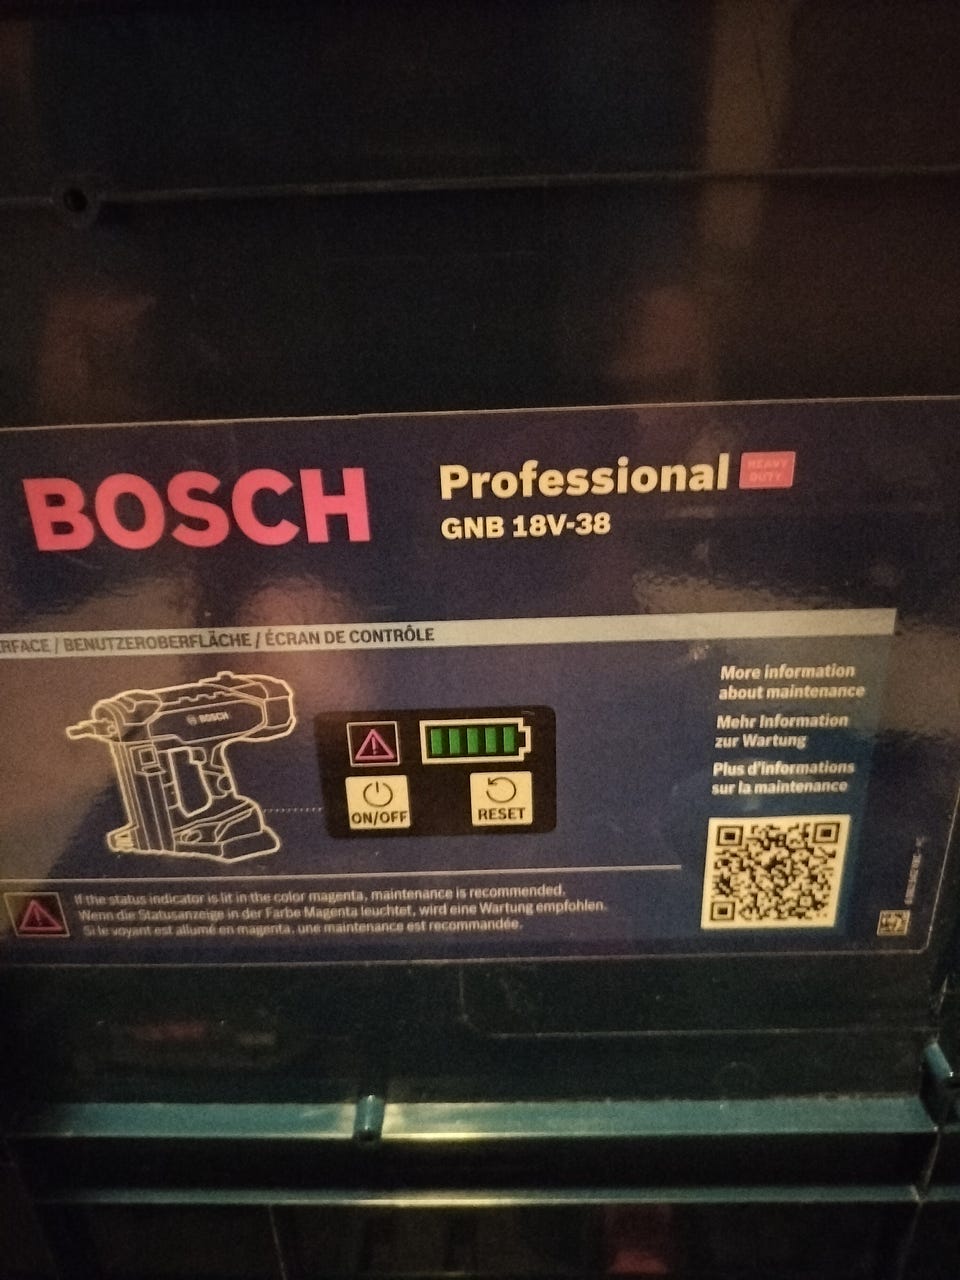 BOSCH
Professional
HEAVY
DUTY
GNB 18V-38
RFACE / BENUTZEROBERFLÄCHE / ÉCRAN DE CONTRÔLE
BOSCH
ON/OFF
RESET
More information
about maintenance
Mehr Information
zur Wartung
Plus d'informations
sur la maintenance
If the status indicator is lit in the color magenta, maintenance is recommended.
Wenn die Statusanzeige in der Farbe Magenta leuchtet, wird eine Wartung empfohlen.
Si le voyant est allumé en magenta, une maintenance est recommandée.